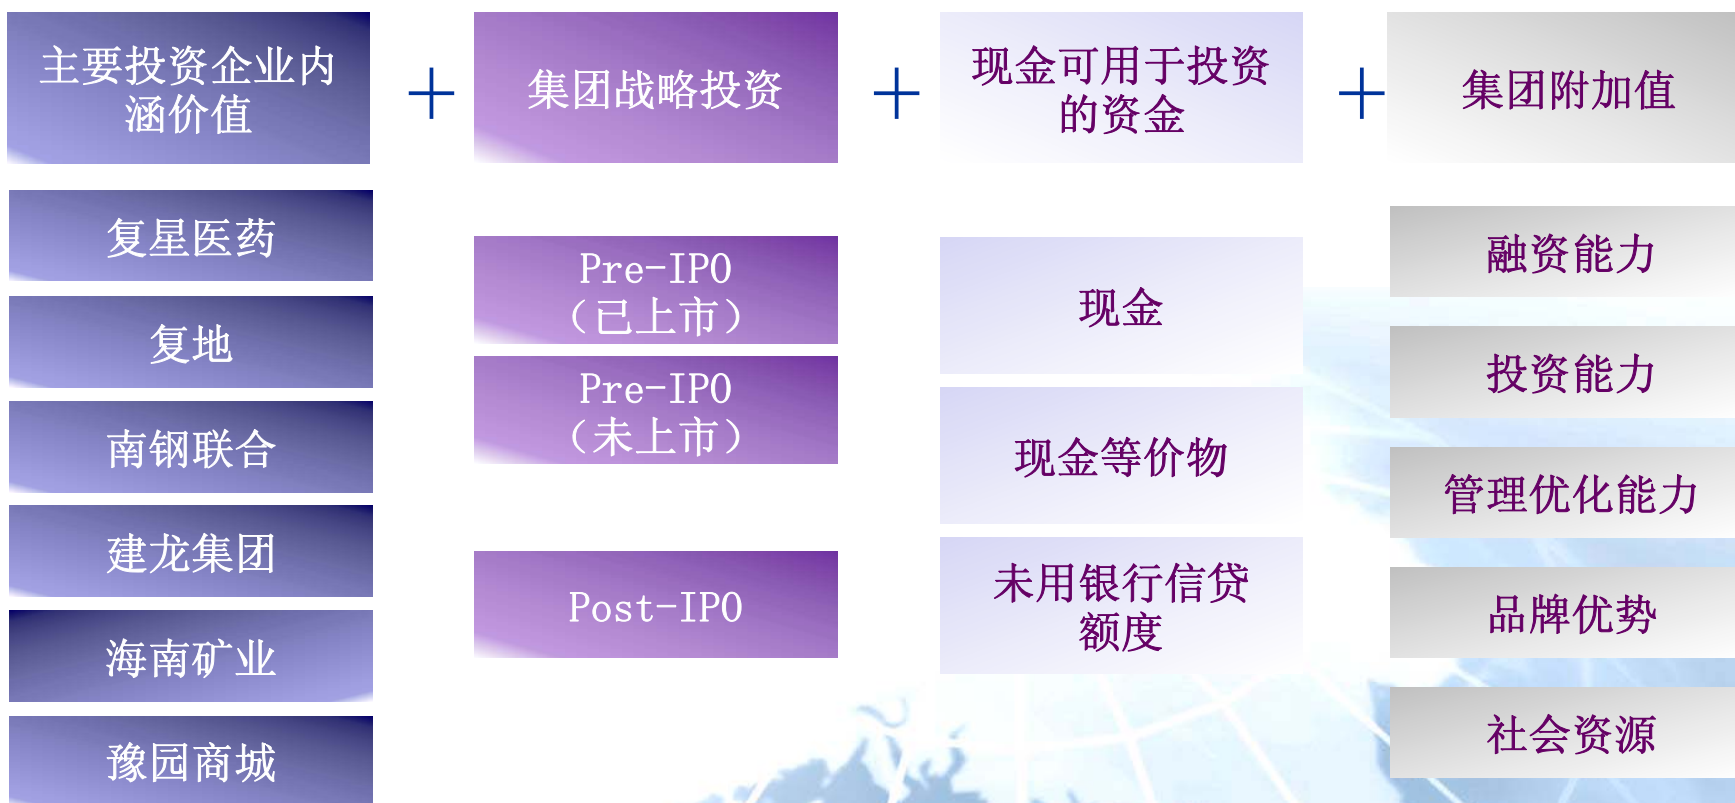 主要投资企业内
涵价值
+
集团战略投资
+
现金可用于投资
的资金
+
集团附加值
复星医药
复地
南钢联合
建龙集团
海南矿业
豫园商城
Pre-IPO
（已上市）
Pre-IPO
（未上市）
Post-IPO
现金
现金等价物
未用银行信贷
额度
融资能力
投资能力
管理优化能力
品牌优势
社会资源